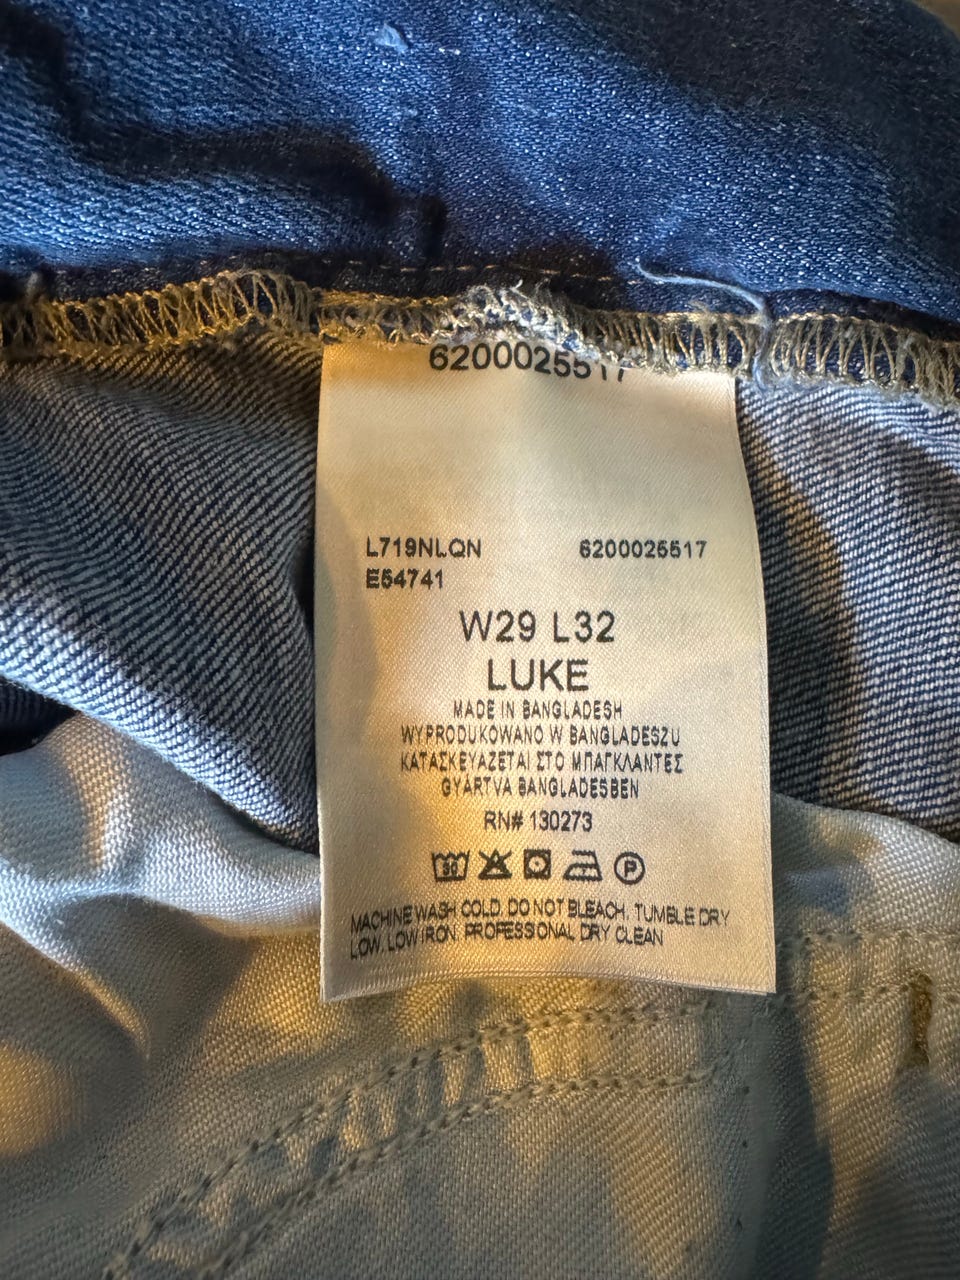 6200025517
L719NLQN 6200025517
E54741
W29 L32
LUKE
MADE IN BANGLADESH
WYPRODUKOWANO W BANGLADESZU
ΚΑΤΑΣΚΕΥΑΖΕΤΑΙ ΣΤΟ ΜΠΑΓΚΛΑΝΤΕΣ
GYÁRTVA BANGLADESBEN
RN# 130273
30 P
MACHINE WASH COLD. DO NOT BLEACH. TUMBLE DRY
LOW. LOW IRON. PROFESSIONAL DRY CLEAN